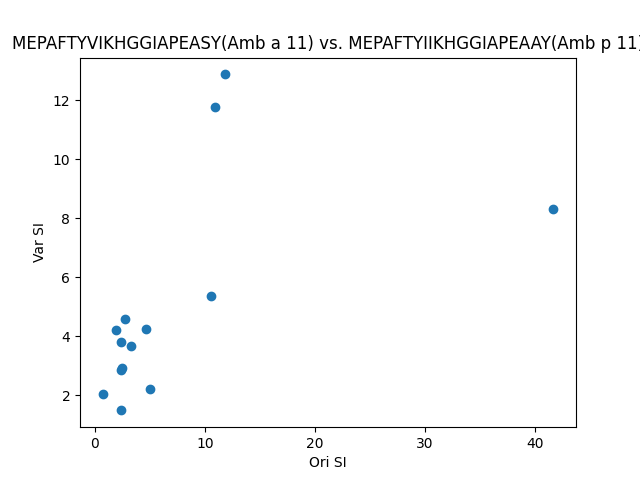 MEPAFTYVIKHGGIAPEASY(Amb a 11) vs. MEPAFTYIIKHGGIAPEAAY(Amb p 11)
12
10
8
6
4
2
Var SI
0 10 20 30 40
Ori SI